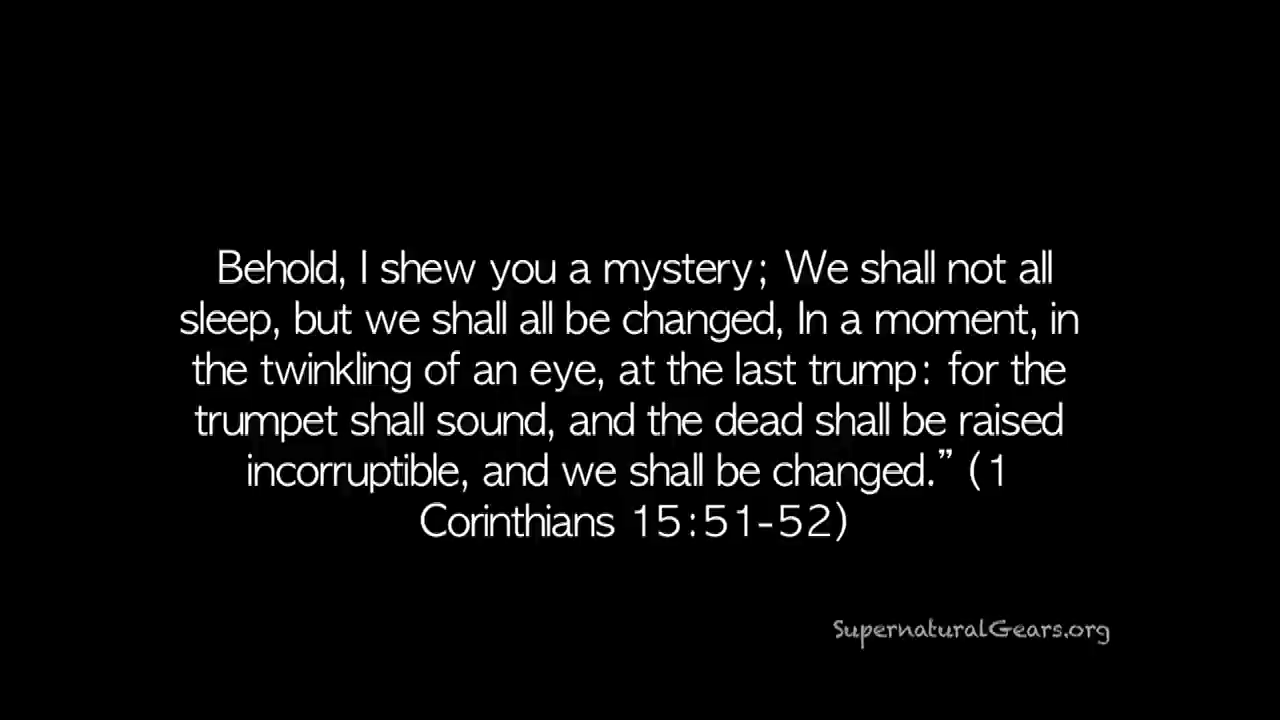 Behold, I shew you a mystery; We shall not all
sleep, but we shall all be changed, In a moment, in
the twinkling of an eye, at the last trump: for the
trumpet shall sound, and the dead shall be raised
incorruptible, and we shall be changed.” (1
Corinthians 15:51-52)
SupernaturalGears.org